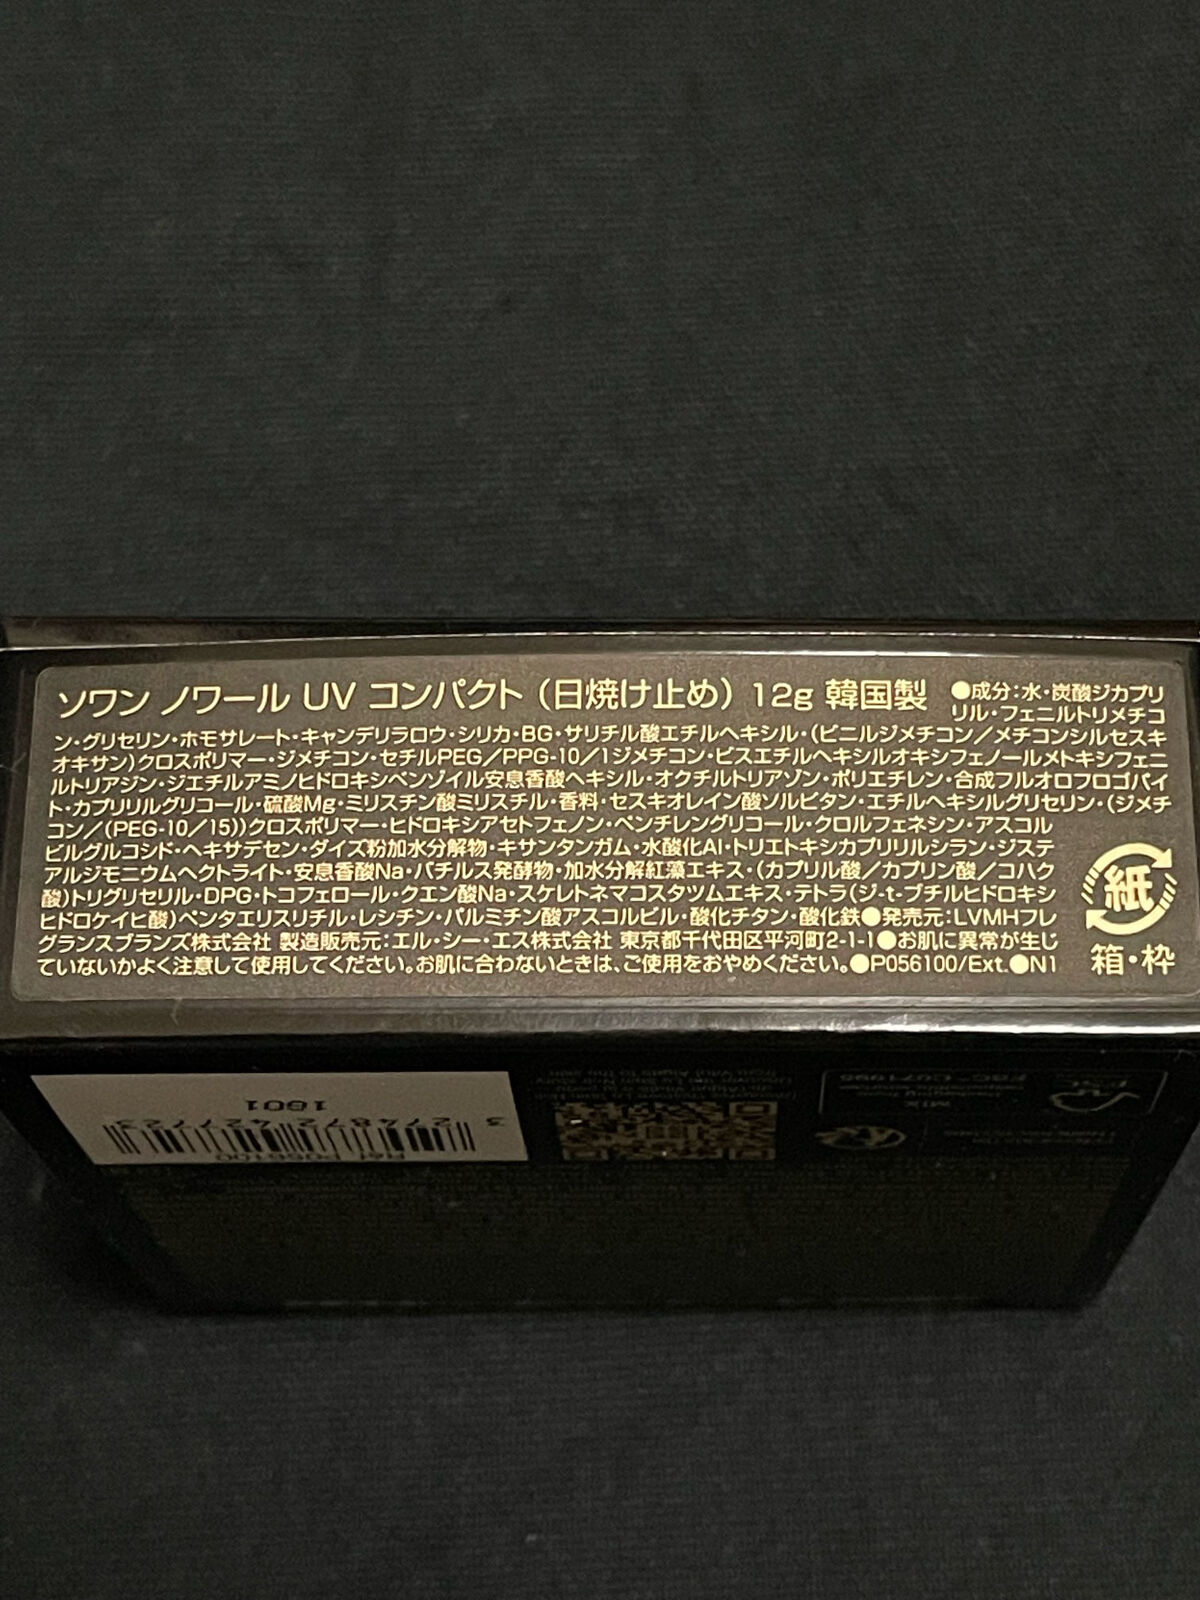 ソワン ノワール UV コンパクト (日焼け止め) 12g 韓国製 ●成分:水・炭酸ジカプリ
リル・フェニルトリメチコ
ン・グリセリン・ホモサレート・キャンデリラロウ・シリカ・BG・サリチル酸エチルヘキシル・(ビニルジメチコン/メチコンシルセスキ
オキサン)クロスポリマー・ジメチコン・セチルPEG/PPG-10/1ジメチコン・ビスエチルヘキシルオキシフェノールメトキシフェニ
ルトリアジン・ジエチルアミノヒドロキシベンゾイル安息香酸ヘキシル・オクチルトリアゾン・ポリエチレン・合成フルオロフロゴパイ
ト・カプリリルグリコール・硫酸Mg・ミリスチン酸ミリスチル・香料・セスキオレイン酸ソルビタン・エチルヘキシルグリセリン・(ジメチ
コン/(PEG-10/15))クロスポリマー・ヒドロキシアセトフェノン・ペンチレングリコール・クロルフェネシン・アスコル
ビルグルコシド・ヘキサデセン・ダイズ粉加水分解物・キサンタンガム・水酸化Al・トリエトキシカプリリルシラン・ジステ
アルジモニウムヘクトライト・安息香酸Na・バチルス発酵物・加水分解紅藻エキス・(カプリル酸/カプリン酸/コハク
酸)トリグリセリル・DPG・トコフェロール・クエン酸Na・スケレトネマコスタツムエキス・テトラ(ジ-t-ブチルヒドロキシ
ヒドロケイヒ酸)ペンタエリスリチル・レシチン・パルミチン酸アスコルビル・酸化チタン・酸化鉄●発売元:LVMHフレ
グランスブランズ株式会社 製造販売元:エル・シー・エス株式会社 東京都千代田区平河町2-1-1●お肌に異常が生じ
ていないかよく注意して使用してください。お肌に合わないときは、ご使用をおやめください。●P056100/Ext.●N1
紙
箱・枠
1601
3 274872 427723
P056100
MIX
FSC™ C071995